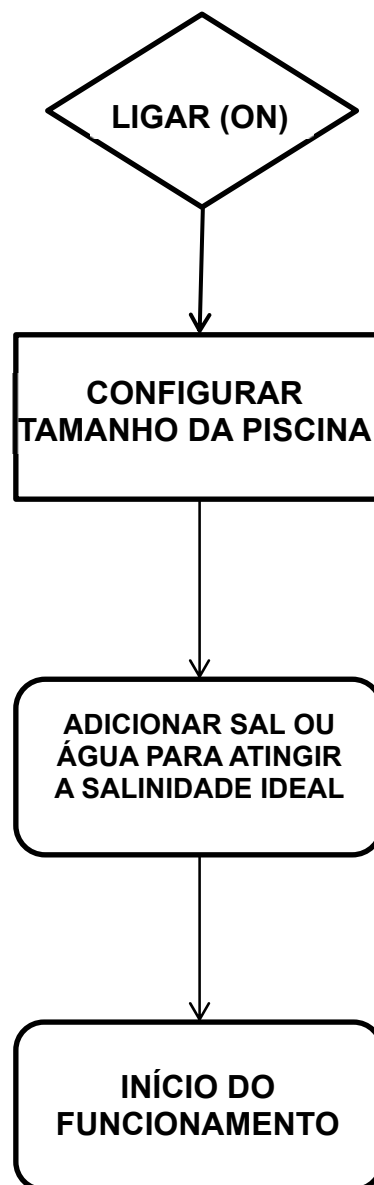 LIGAR (ON)
CONFIGURAR
TAMANHO DA PISCINA
ADICIONAR SAL OU
ÁGUA PARA ATINGIR
A SALINIDADE IDEAL
INÍCIO DO
FUNCIONAMENTO